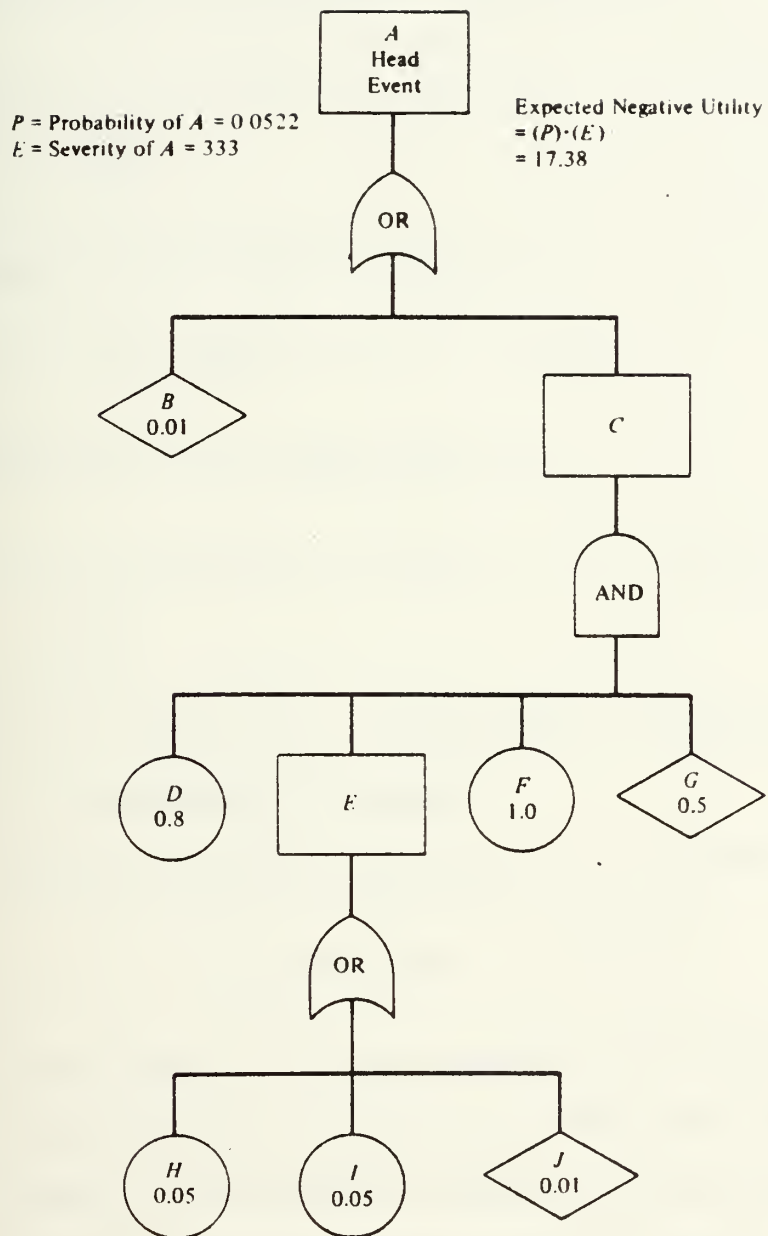 A
Head
Event
P = Probability of A = 0.0522
E = Severity of A = 333
Expected Negative Utility
= (P)·(E)
= 17.38
OR
B
0.01
C
AND
D
0.8
E
F
1.0
G
0.5
OR
H
0.05
I
0.05
J
0.01